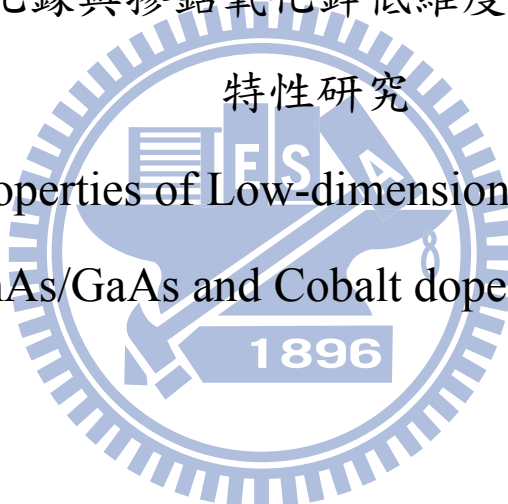 化鎵與摻鈷氧化鋅低維度
特性研究
E S A
operties of Low-dimension
nAs/GaAs and Cobalt dope
1896